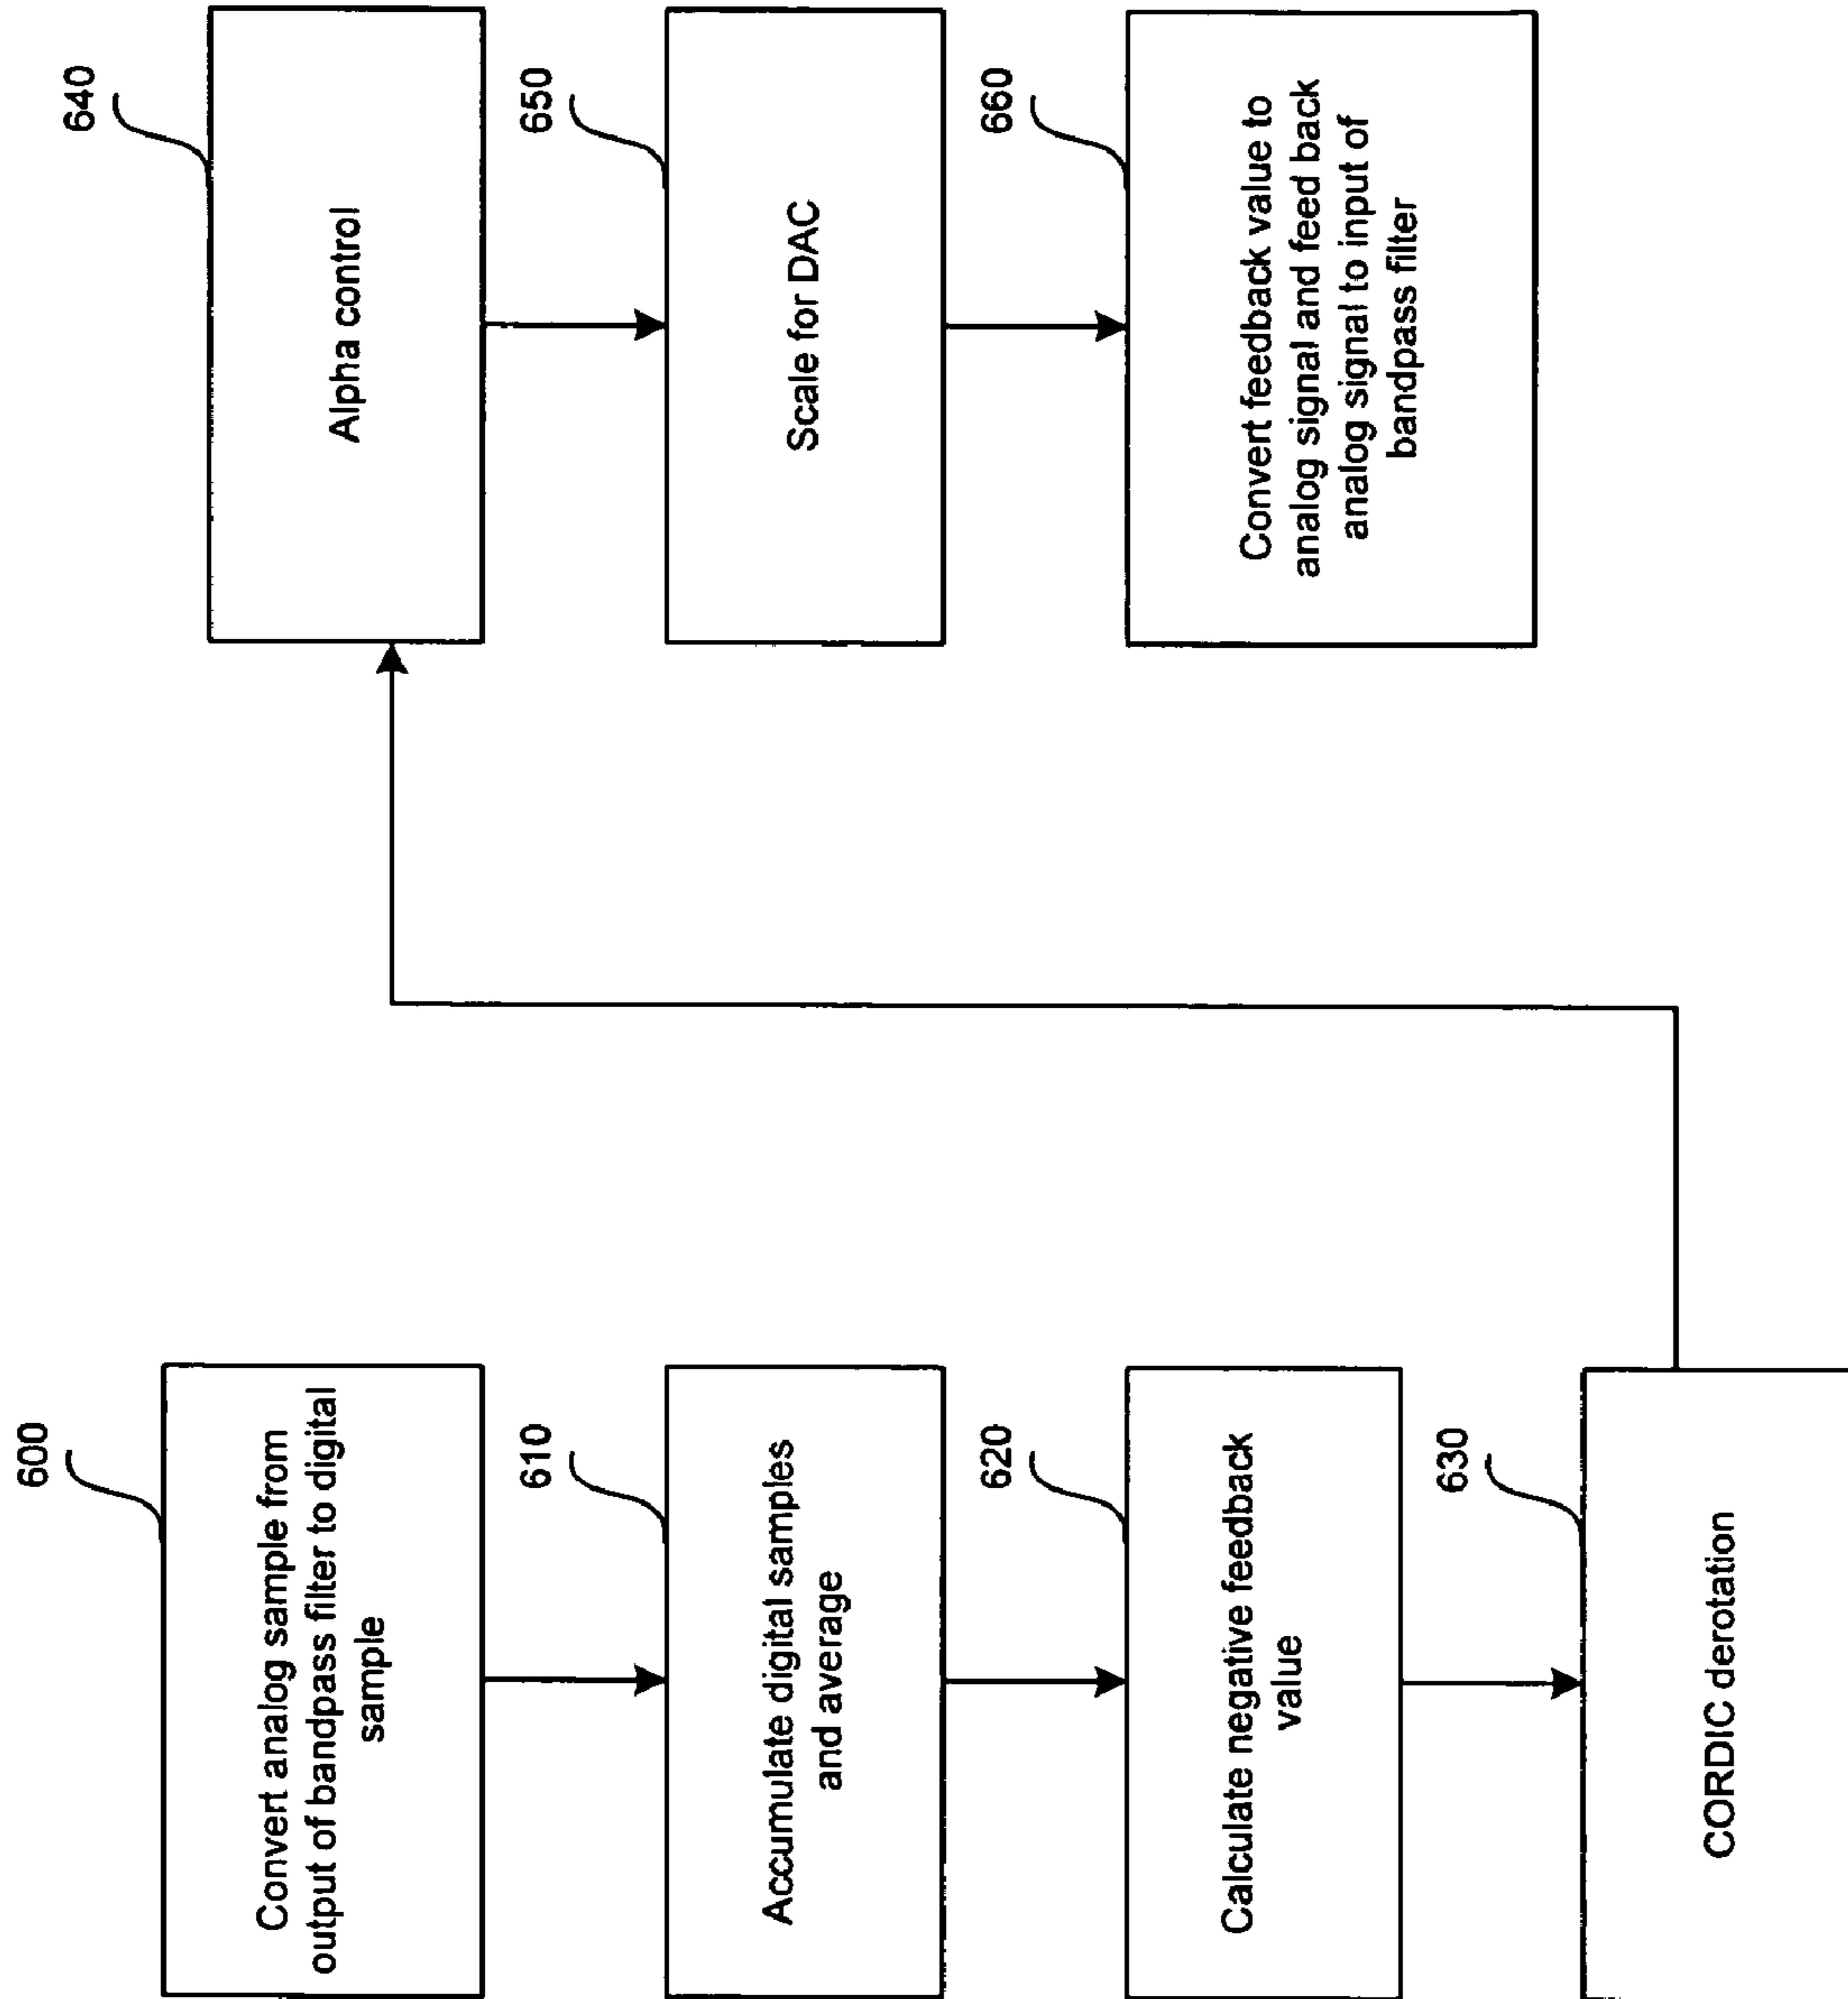 600
Convert analog sample from
output of bandpass filter to digital
sample
610
Accumulate digital samples
and average
620
Calculate negative feedback
value
630
CORDIC derotation
640
Alpha control
650
Scale for DAC
660
Convert feedback value to
analog signal and feed back
analog signal to input of
bandpass filter